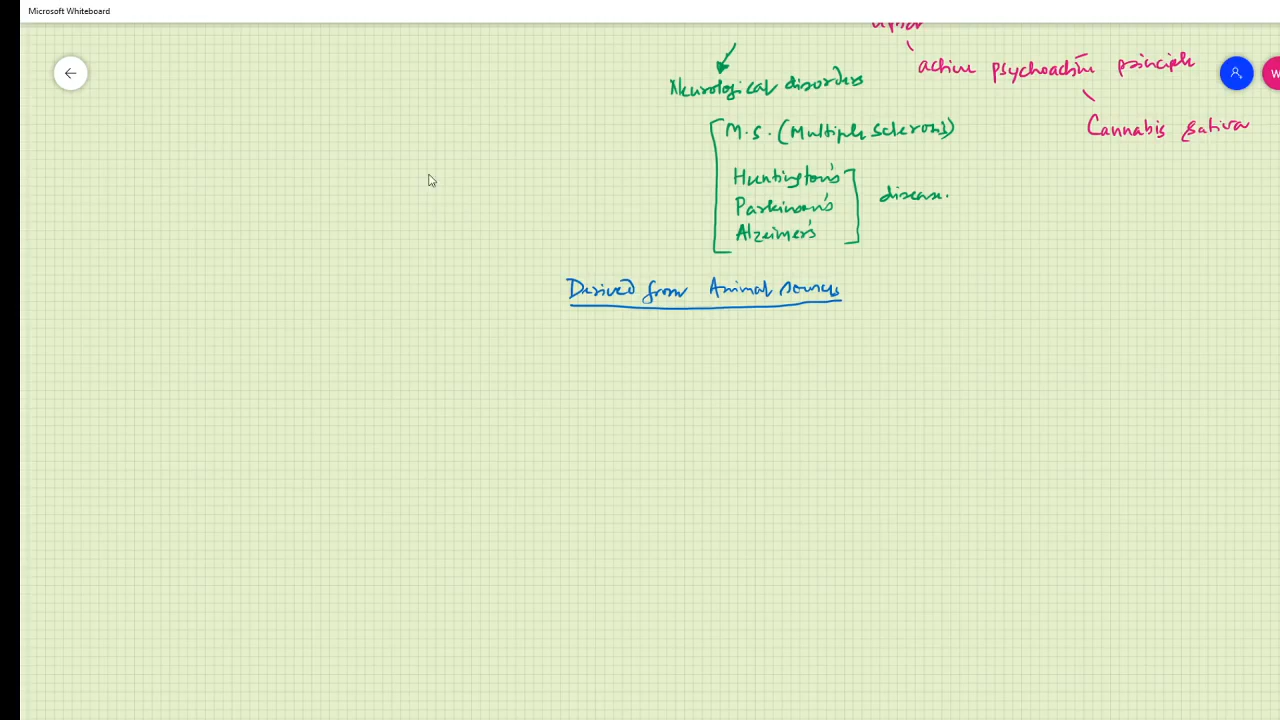 Microsoft Whiteboard
active psychoactive principle
Neurological disorders
Cannabis sativa
M.S. (Multiple sclerosis)
Huntington's
Parkinson's
Alzeimer's
disease.
Derived from Animal sources
W